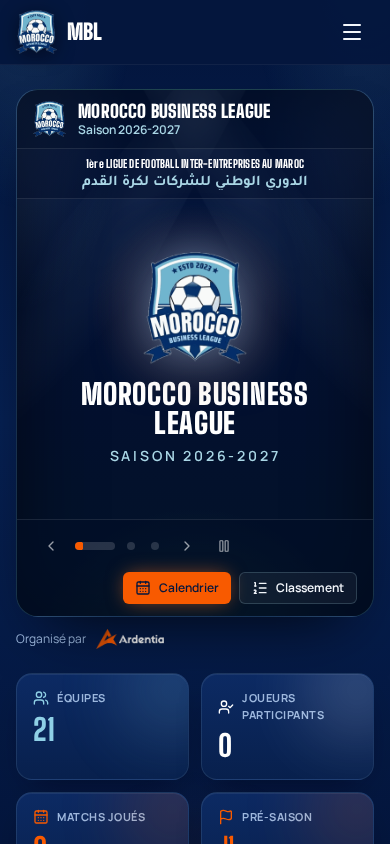 MBL
MOROCCO BUSINESS LEAGUE
Saison 2026-2027
1ère LIGUE DE FOOTBALL INTER-ENTREPRISES AU MAROC
الدوري الوطني للشركات لكرة القدم
★ ESTD 2023 ★
MOROCCO
BUSINESS LEAGUE
MOROCCO BUSINESS
LEAGUE
SAISON 2026-2027
Calendrier
Classement
Organisé par
Ardentia
ÉQUIPES
21
JOUEURS
PARTICIPANTS
0
MATCHS JOUÉS
PRÉ-SAISON